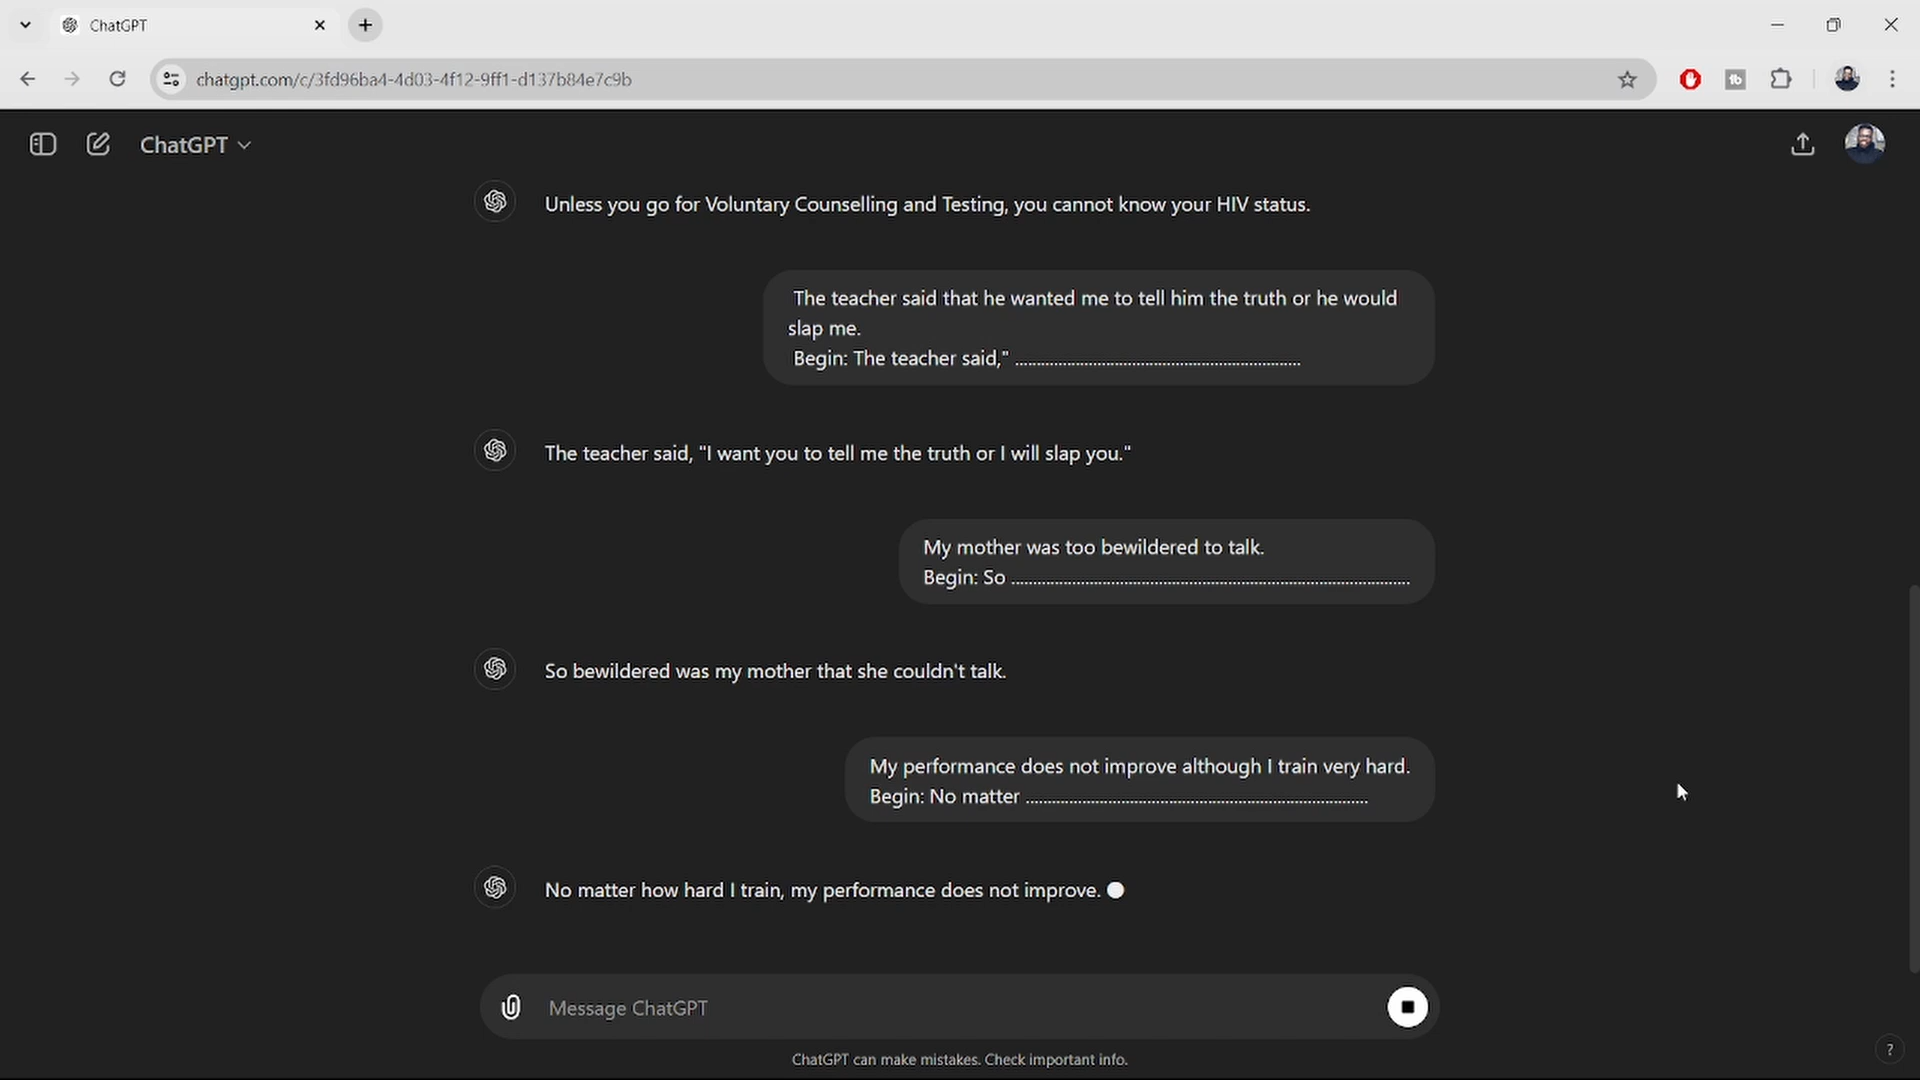 ChatGPT
chatgpt.com/c/3fd96ba4-4d03-4f12-9ff1-d137b84e7c9b
ChatGPT
Unless you go for Voluntary Counselling and Testing, you cannot know your HIV status.
The teacher said that he wanted me to tell him the truth or he would
slap me.
Begin: The teacher said," ........................................................................
The teacher said, "I want you to tell me the truth or I will slap you."
My mother was too bewildered to talk.
Begin: So ....................................................................................................
So bewildered was my mother that she couldn't talk.
My performance does not improve although I train very hard.
Begin: No matter .....................................................................................
No matter how hard I train, my performance does not improve.
Message ChatGPT
ChatGPT can make mistakes. Check important info.
?